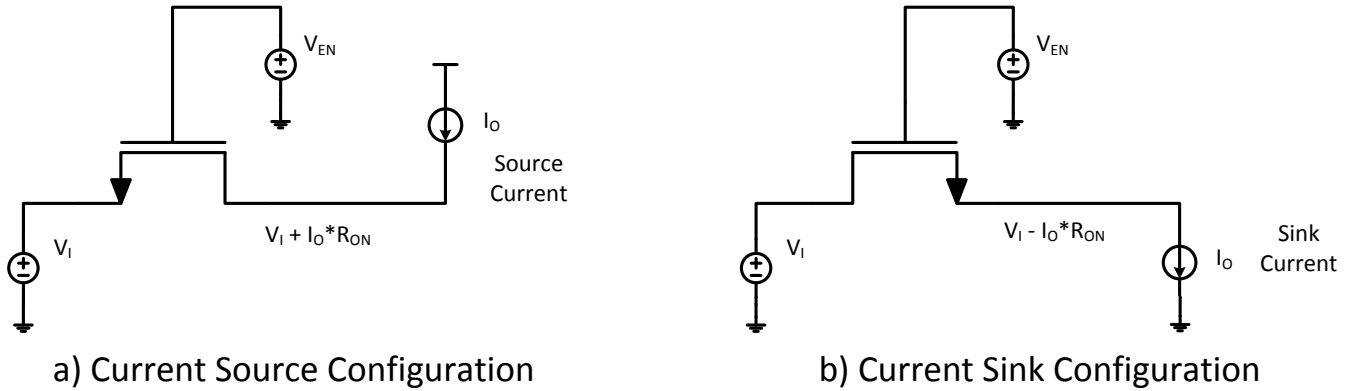 V_EN
I_O
Source
Current
V_I + I_O*R_ON
V_I
+
−
+
−
a) Current Source Configuration
V_EN
V_I - I_O*R_ON
V_I
I_O
Sink
Current
+
−
+
−
b) Current Sink Configuration